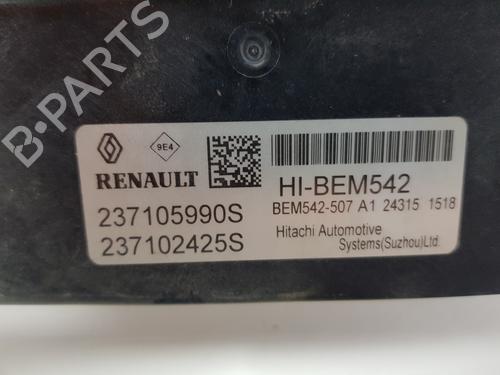 B-PARTS
9E4
RENAULT
HI-BEM542
237105990S
BEM542-507 A1 24315 1518
237102425S
Hitachi Automotive
Systems(Suzhou)Ltd.